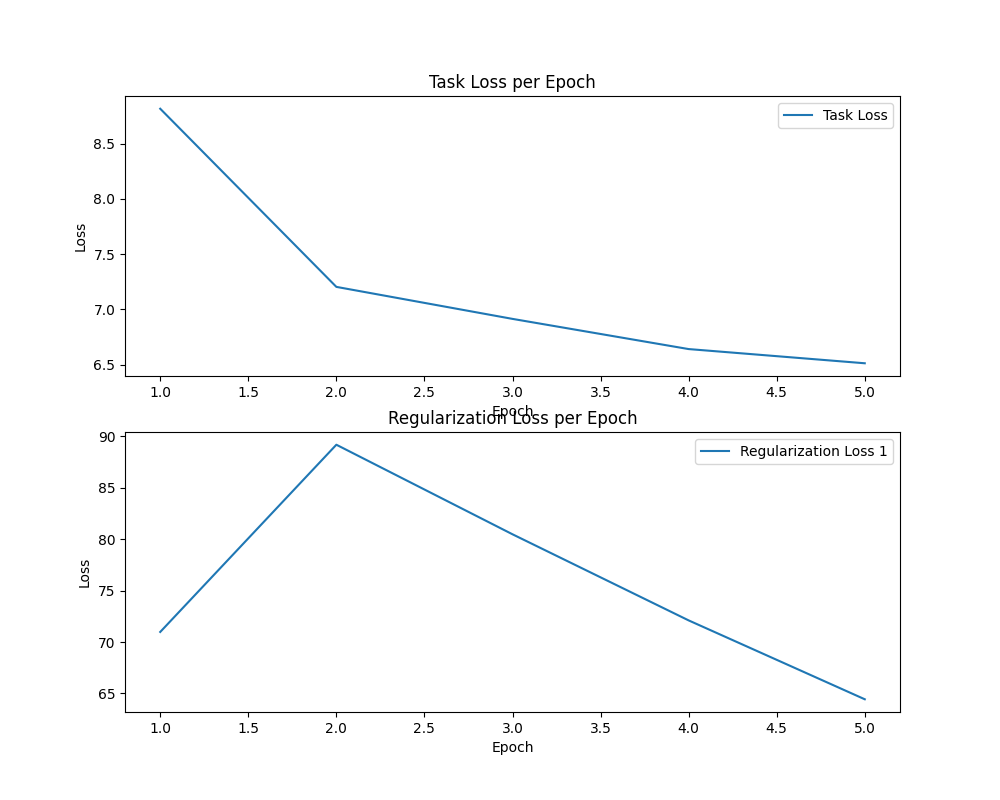 Task Loss per Epoch
Task Loss
Loss
8.5
8.0
7.5
7.0
6.5
1.0 1.5 2.0 2.5 3.0 3.5 4.0 4.5 5.0
Epoch
Regularization Loss per Epoch
Regularization Loss 1
Loss
90
85
80
75
70
65
1.0 1.5 2.0 2.5 3.0 3.5 4.0 4.5 5.0
Epoch